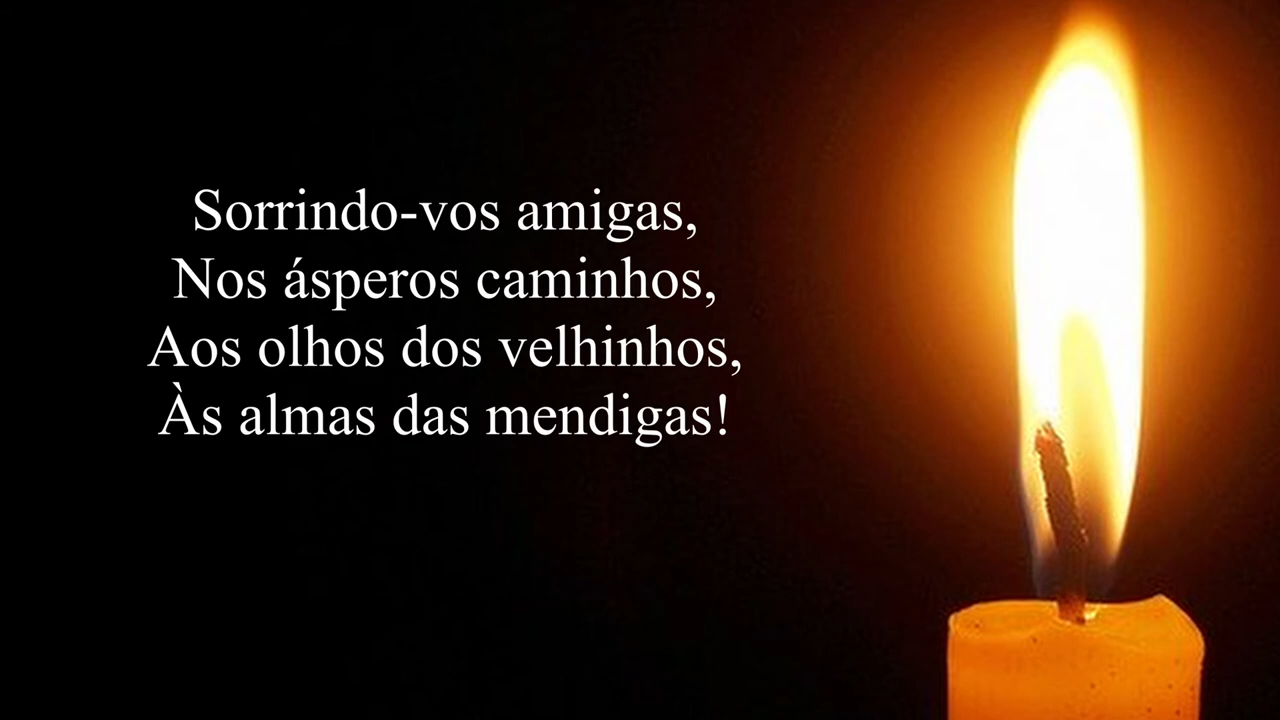 Sorrindo-vos amigas,
Nos ásperos caminhos,
Aos olhos dos velhinhos,
Às almas das mendigas!